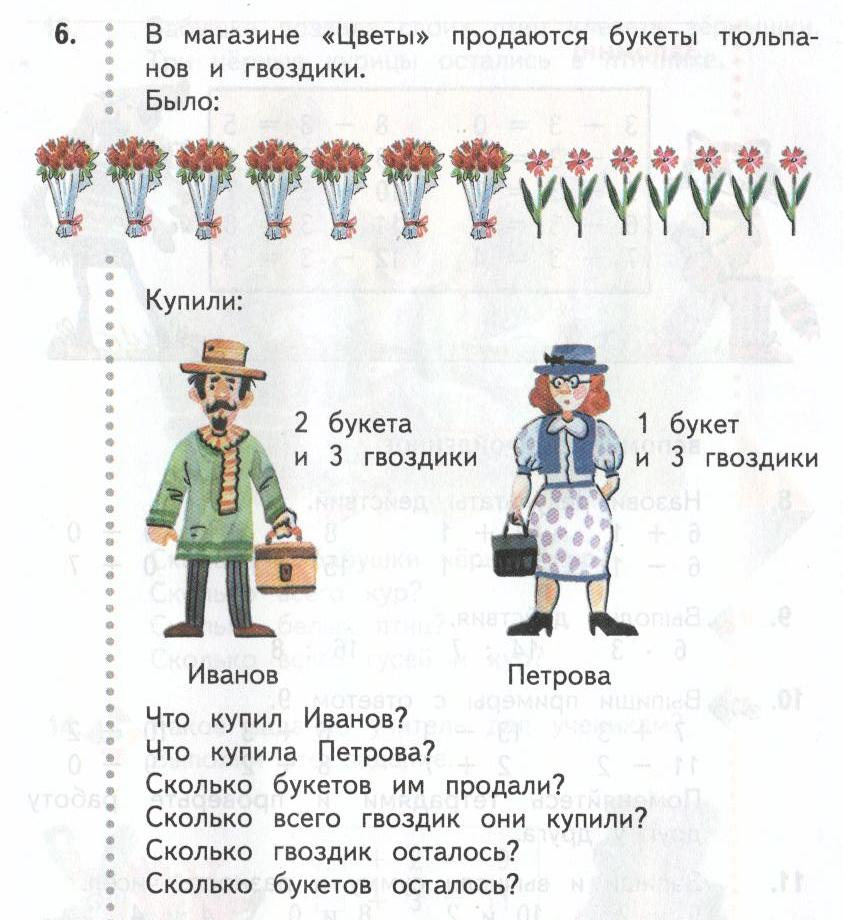 6. В магазине «Цветы» продаются букеты тюльпа-
нов и гвоздики.
Было:
Купили:
2 букета
и 3 гвоздики
1 букет
и 3 гвоздики
Иванов
Петрова
Что купил Иванов?
Что купила Петрова?
Сколько букетов им продали?
Сколько всего гвоздик они купили?
Сколько гвоздик осталось?
Сколько букетов осталось?